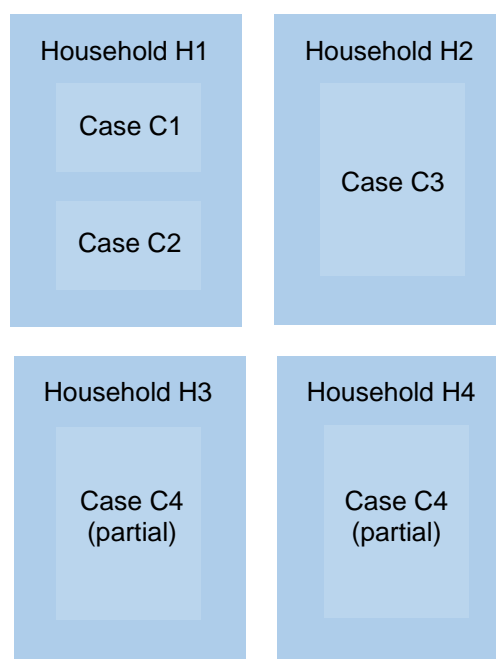 Household H1
Case C1
Case C2
Household H2
Case C3
Household H3
Case C4
(partial)
Household H4
Case C4
(partial)